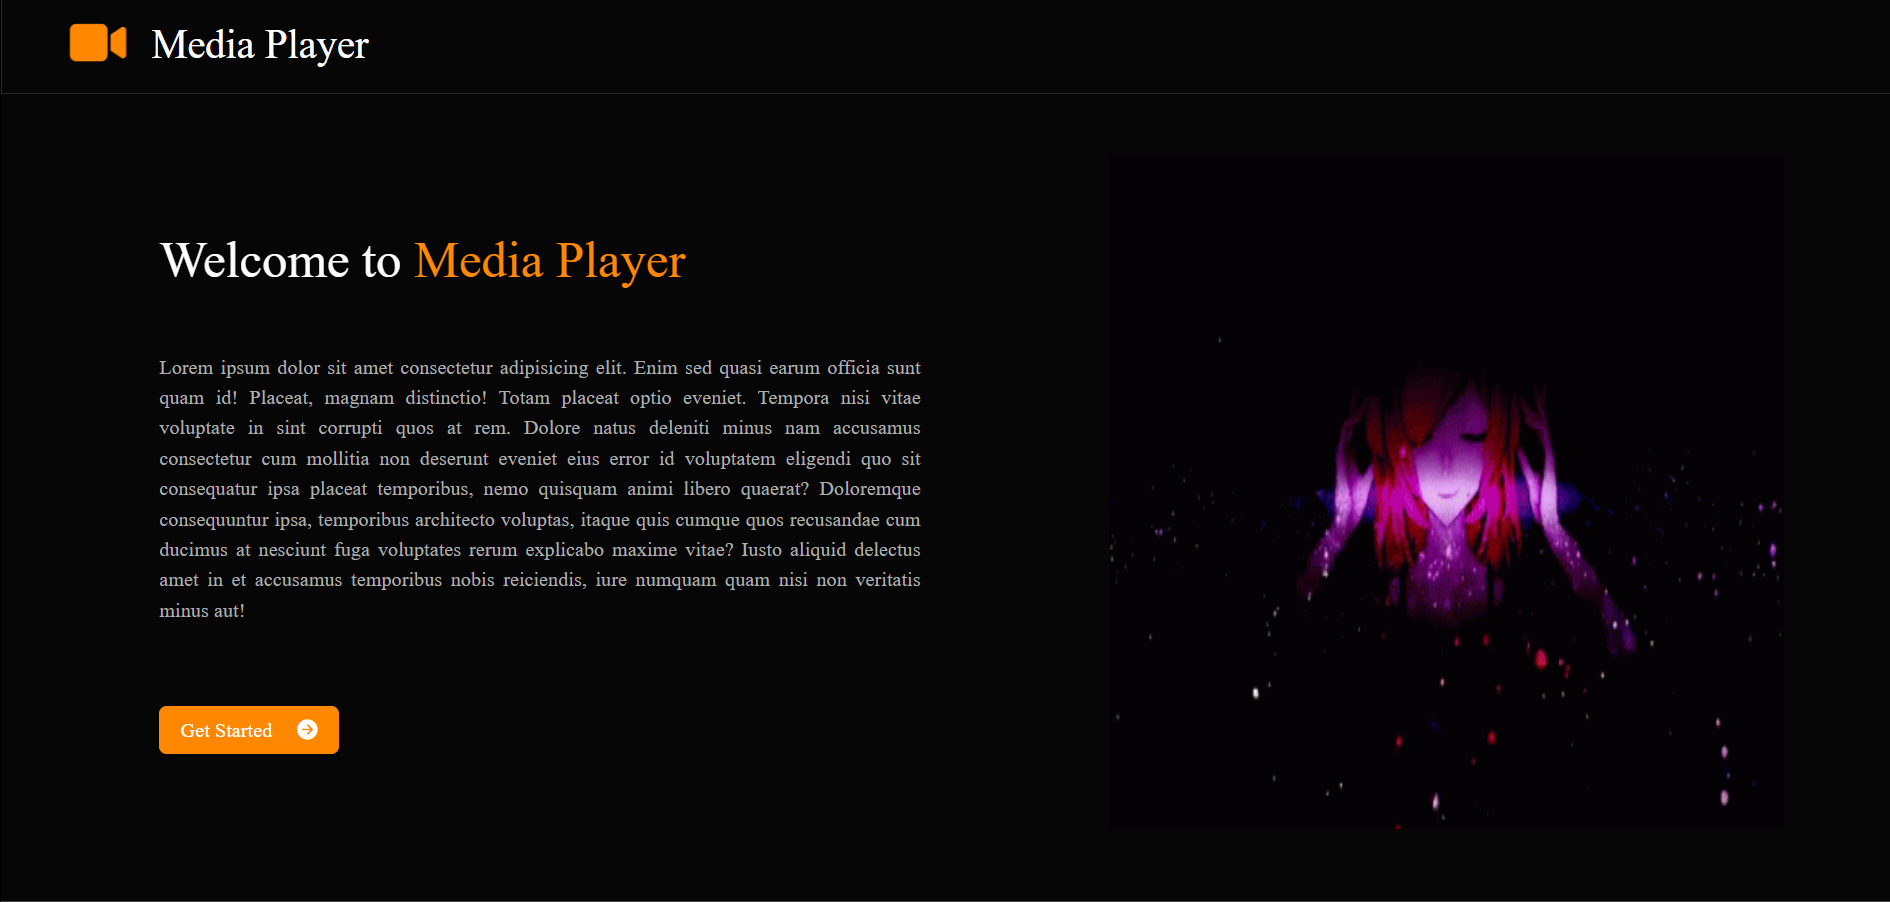 Media Player
Welcome to Media Player
Lorem ipsum dolor sit amet consectetur adipisicing elit. Enim sed quasi earum officia sunt
quam id! Placeat, magnam distinctio! Totam placeat optio eveniet. Tempora nisi vitae
voluptate in sint corrupti quos at rem. Dolore natus deleniti minus nam accusamus
consectetur cum mollitia non deserunt eveniet eius error id voluptatem eligendi quo sit
consequatur ipsa placeat temporibus, nemo quisquam animi libero quaerat? Doloremque
consequuntur ipsa, temporibus architecto voluptas, itaque quis cumque quos recusandae cum
ducimus at nesciunt fuga voluptates rerum explicabo maxime vitae? Iusto aliquid delectus
amet in et accusamus temporibus nobis reiciendis, iure numquam quam nisi non veritatis
minus aut!
Get Started